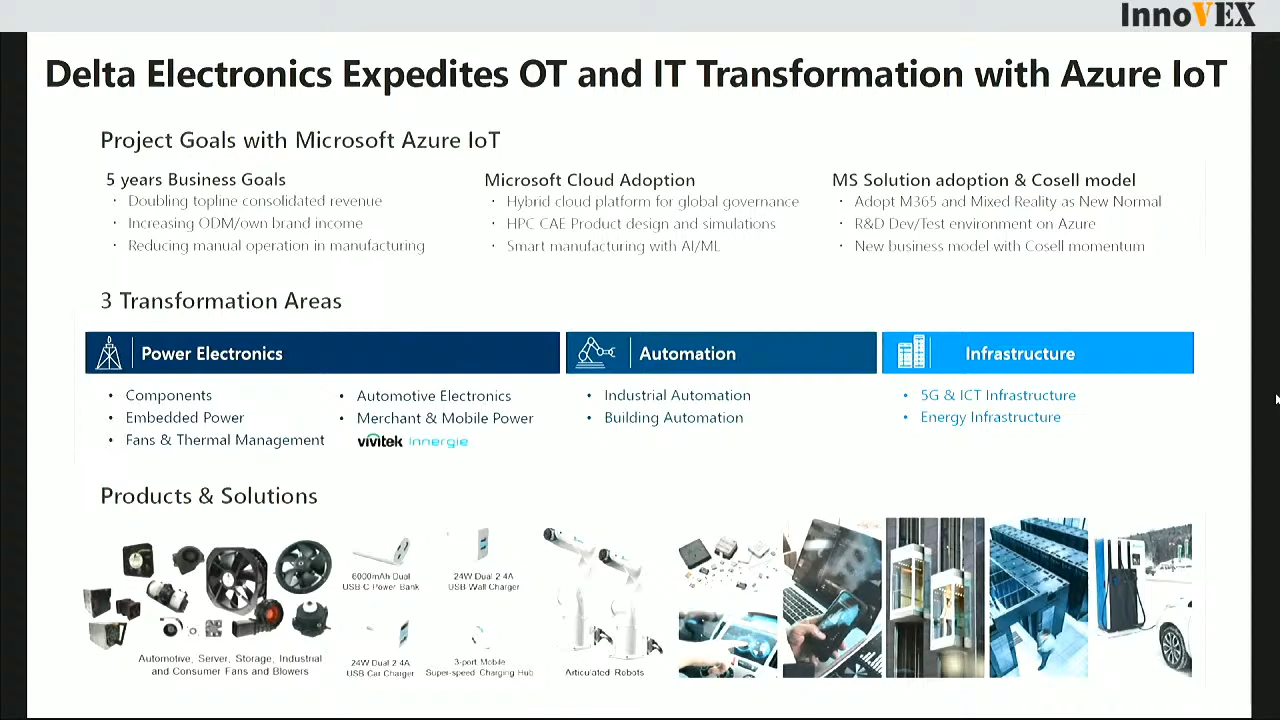 InnoVEX
Delta Electronics Expedites OT and IT Transformation with Azure IoT
Project Goals with Microsoft Azure IoT
5 years Business Goals
· Doubling topline consolidated revenue
· Increasing ODM/own brand income
· Reducing manual operation in manufacturing
Microsoft Cloud Adoption
· Hybrid cloud platform for global governance
· HPC CAE Product design and simulations
· Smart manufacturing with AI/ML
MS Solution adoption & Cosell model
· Adopt M365 and Mixed Reality as New Normal
· R&D Dev/Test environment on Azure
· New business model with Cosell momentum
3 Transformation Areas
Power Electronics
• Components
• Embedded Power
• Fans & Thermal Management
• Automotive Electronics
• Merchant & Mobile Power
vivitek Innergie
Automation
• Industrial Automation
• Building Automation
Infrastructure
• 5G & ICT Infrastructure
• Energy Infrastructure
Products & Solutions
Automotive, Server, Storage, Industrial
and Consumer Fans and Blowers
6000mAh Dual
USB C Power Bank
24W Dual 2.4A
USB Wall Charger
24W Dual 2.4A
USB Car Charger
3-port Mobile
Super-speed Charging Hub
Articulated Robots